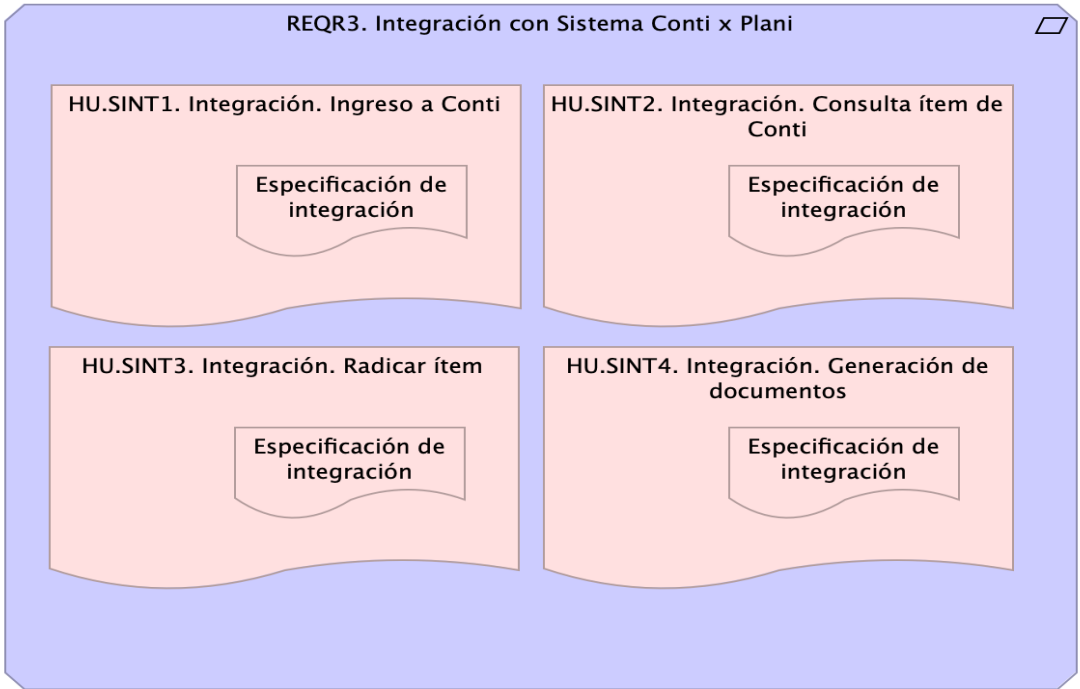 REQR3. Integración con Sistema Conti x Plani
HU.SINT1. Integración. Ingreso a Conti
Especificación de
integración
HU.SINT2. Integración. Consulta ítem de
Conti
Especificación de
integración
HU.SINT3. Integración. Radicar ítem
Especificación de
integración
HU.SINT4. Integración. Generación de
documentos
Especificación de
integración